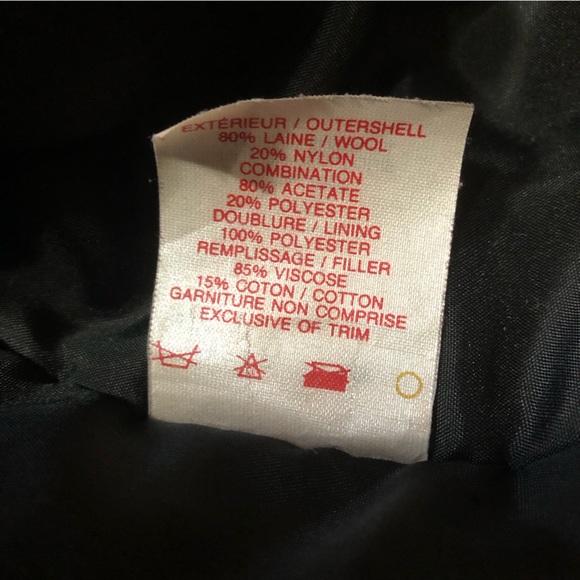 EXTÉRIEUR / OUTERSHELL
80% LAINE / WOOL
20% NYLON
COMBINATION
80% ACETATE
20% POLYESTER
DOUBLURE / LINING
100% POLYESTER
REMPLISSAGE / FILLER
85% VISCOSE
15% COTON / COTTON
GARNITURE NON COMPRISE
EXCLUSIVE OF TRIM